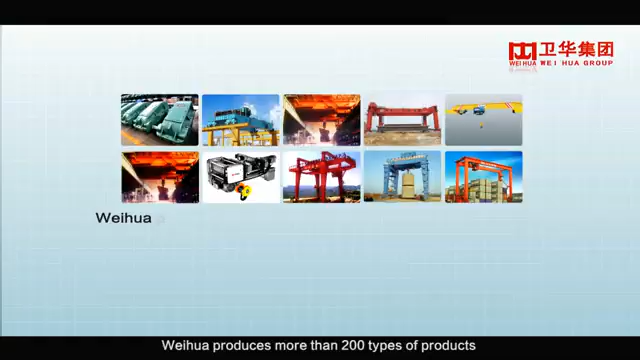 卫华集团
WEIHUA WEI HUA GROUP
Weihua
Weihua produces more than 200 types of products